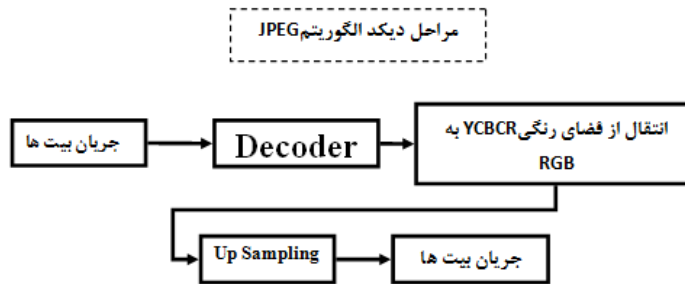 مراحل دیکد الگوریتمJPEG
جریان بیت ها
Decoder
انتقال از فضای رنگیYCBCR به
RGB
Up Sampling
جریان بیت ها